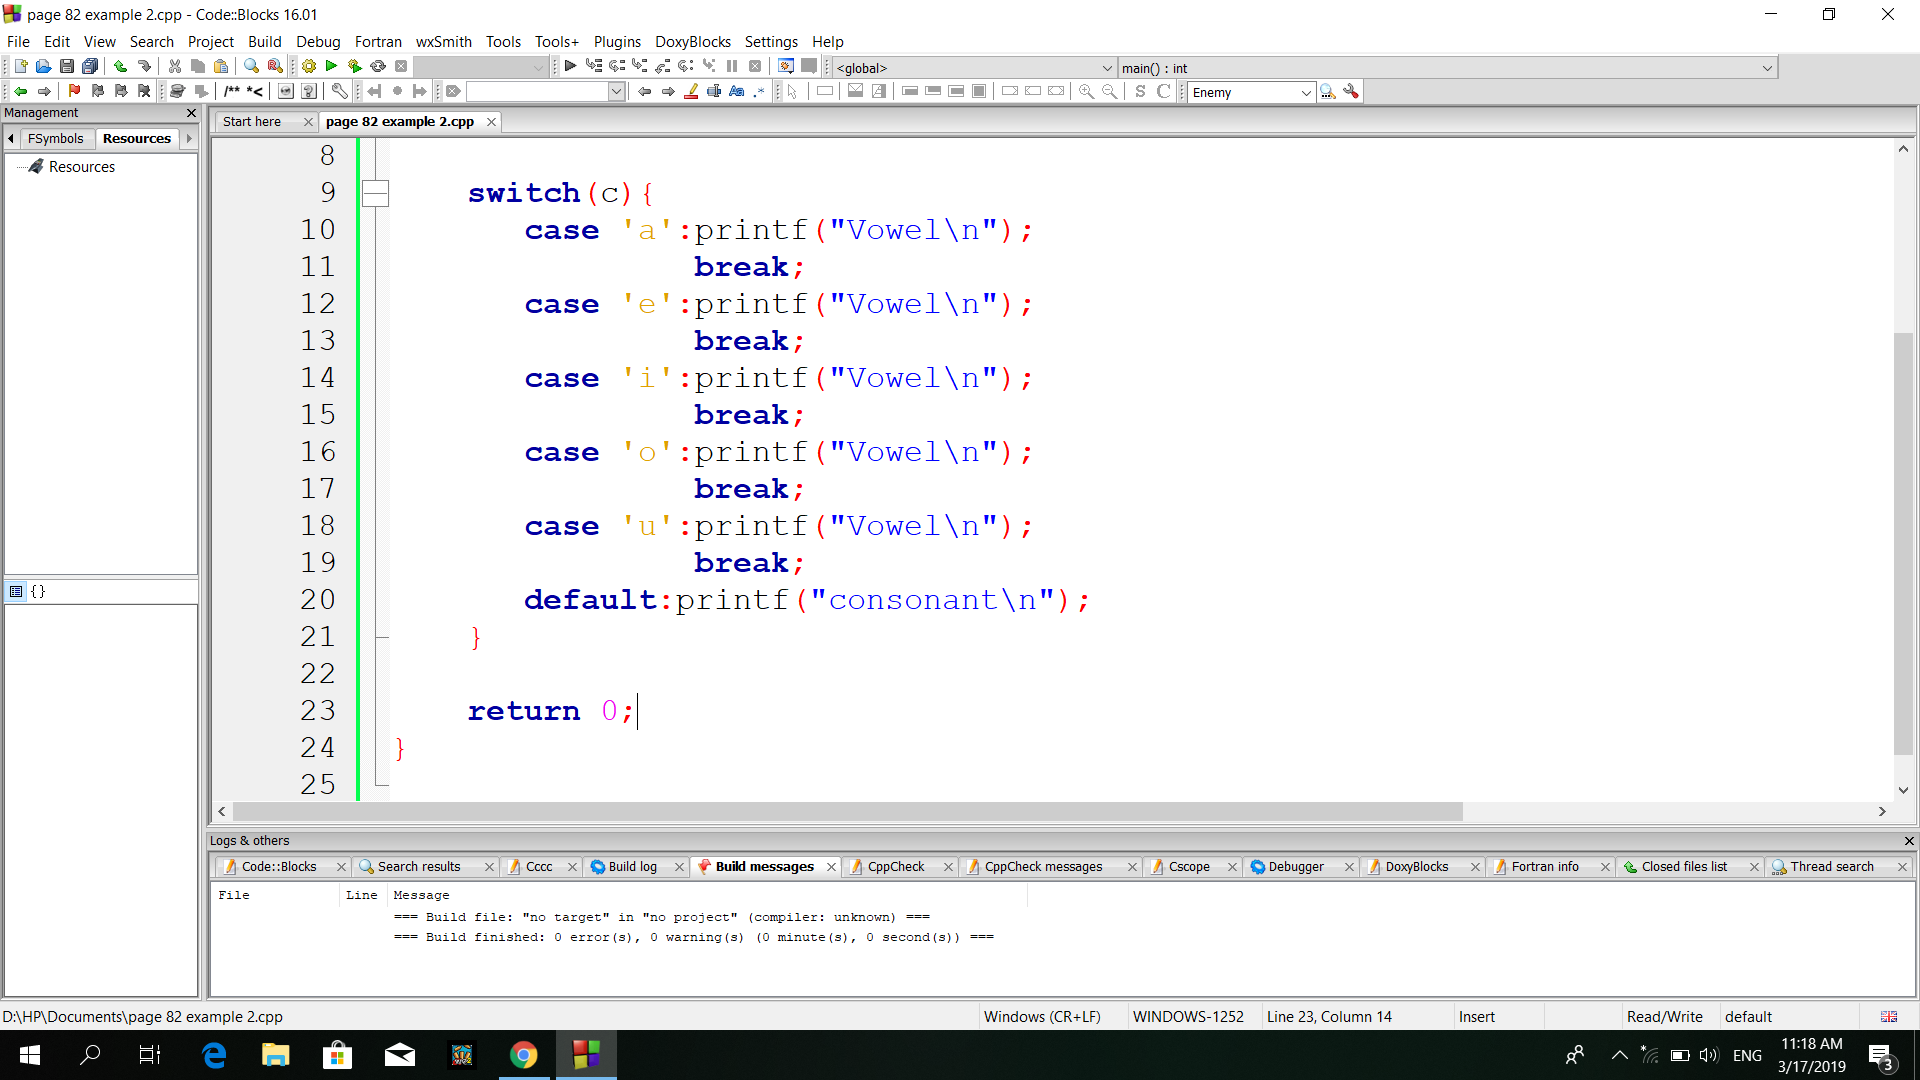 page 82 example 2.cpp - Code::Blocks 16.01
File Edit View Search Project Build Debug Fortran wxSmith Tools Tools+ Plugins DoxyBlocks Settings Help
<global> main() : int
/** *< Aa .* S C Enemy
Management
Start here page 82 example 2.cpp
FSymbols Resources
Resources
8
9 switch(c){
10 case 'a':printf("Vowel\n");
11 break;
12 case 'e':printf("Vowel\n");
13 break;
14 case 'i':printf("Vowel\n");
15 break;
16 case 'o':printf("Vowel\n");
17 break;
18 case 'u':printf("Vowel\n");
19 break;
20 default:printf("consonant\n");
21 }
22
23 return 0;
24 }
25
{}
Logs & others
Code::Blocks Search results Cccc Build log Build messages CppCheck CppCheck messages Cscope Debugger DoxyBlocks Fortran info Closed files list Thread search
File Line Message
=== Build file: "no target" in "no project" (compiler: unknown) ===
=== Build finished: 0 error(s), 0 warning(s) (0 minute(s), 0 second(s)) ===
D:\HP\Documents\page 82 example 2.cpp Windows (CR+LF) WINDOWS-1252 Line 23, Column 14 Insert Read/Write default
ENG 11:18 AM
3/17/2019 3